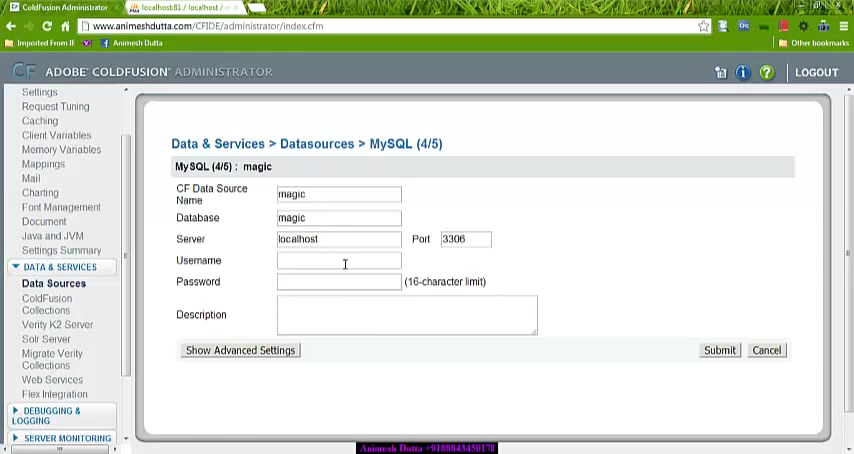 ColdFusion Administrator
localhost:81 / localhost /
www.animeshdutta.com/CFIDE/administrator/index.cfm
Imported From IE
Animesh Dutta
Other bookmarks
CF ADOBE® COLDFUSION® ADMINISTRATOR
LOGOUT
Settings
Request Tuning
Caching
Client Variables
Memory Variables
Mappings
Mail
Charting
Font Management
Document
Java and JVM
Settings Summary
DATA & SERVICES
Data Sources
ColdFusion
Collections
Verity K2 Server
Solr Server
Migrate Verity
Collections
Web Services
Flex Integration
DEBUGGING &
LOGGING
SERVER MONITORING
Data & Services > Datasources > MySQL (4/5)
MySQL (4/5) : magic
CF Data Source
Name
magic
Database magic
Server localhost Port 3306
Username
Password (16-character limit)
Description
Show Advanced Settings Submit Cancel
Animesh Dutta +9188843450178